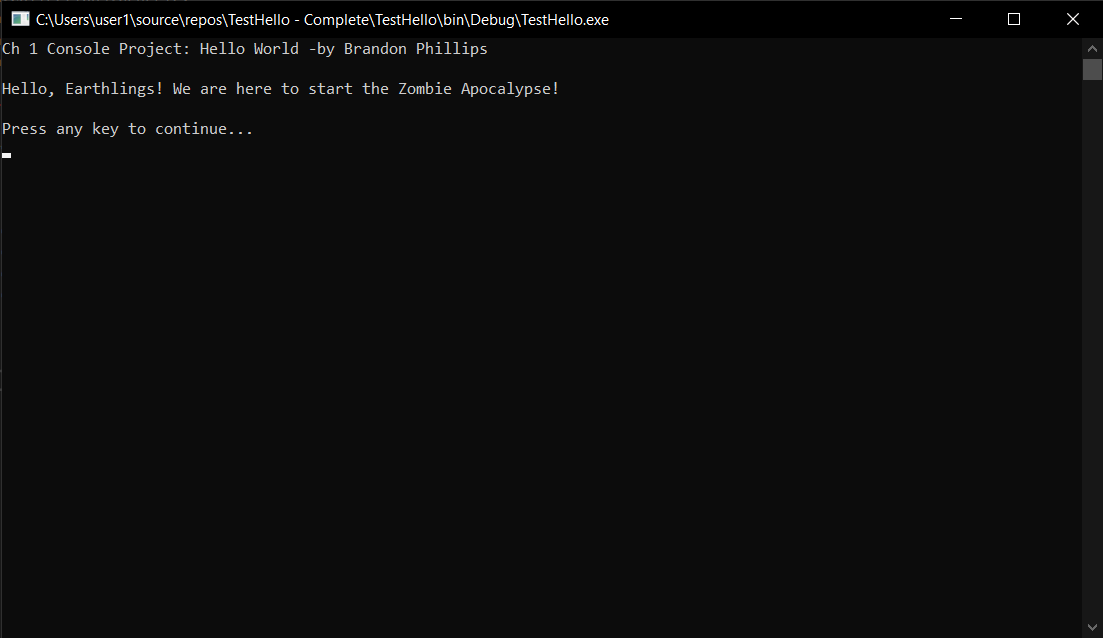 C:\Users\user1\source\repos\TestHello - Complete\TestHello\bin\Debug\TestHello.exe
Ch 1 Console Project: Hello World -by Brandon Phillips
Hello, Earthlings! We are here to start the Zombie Apocalypse!
Press any key to continue...